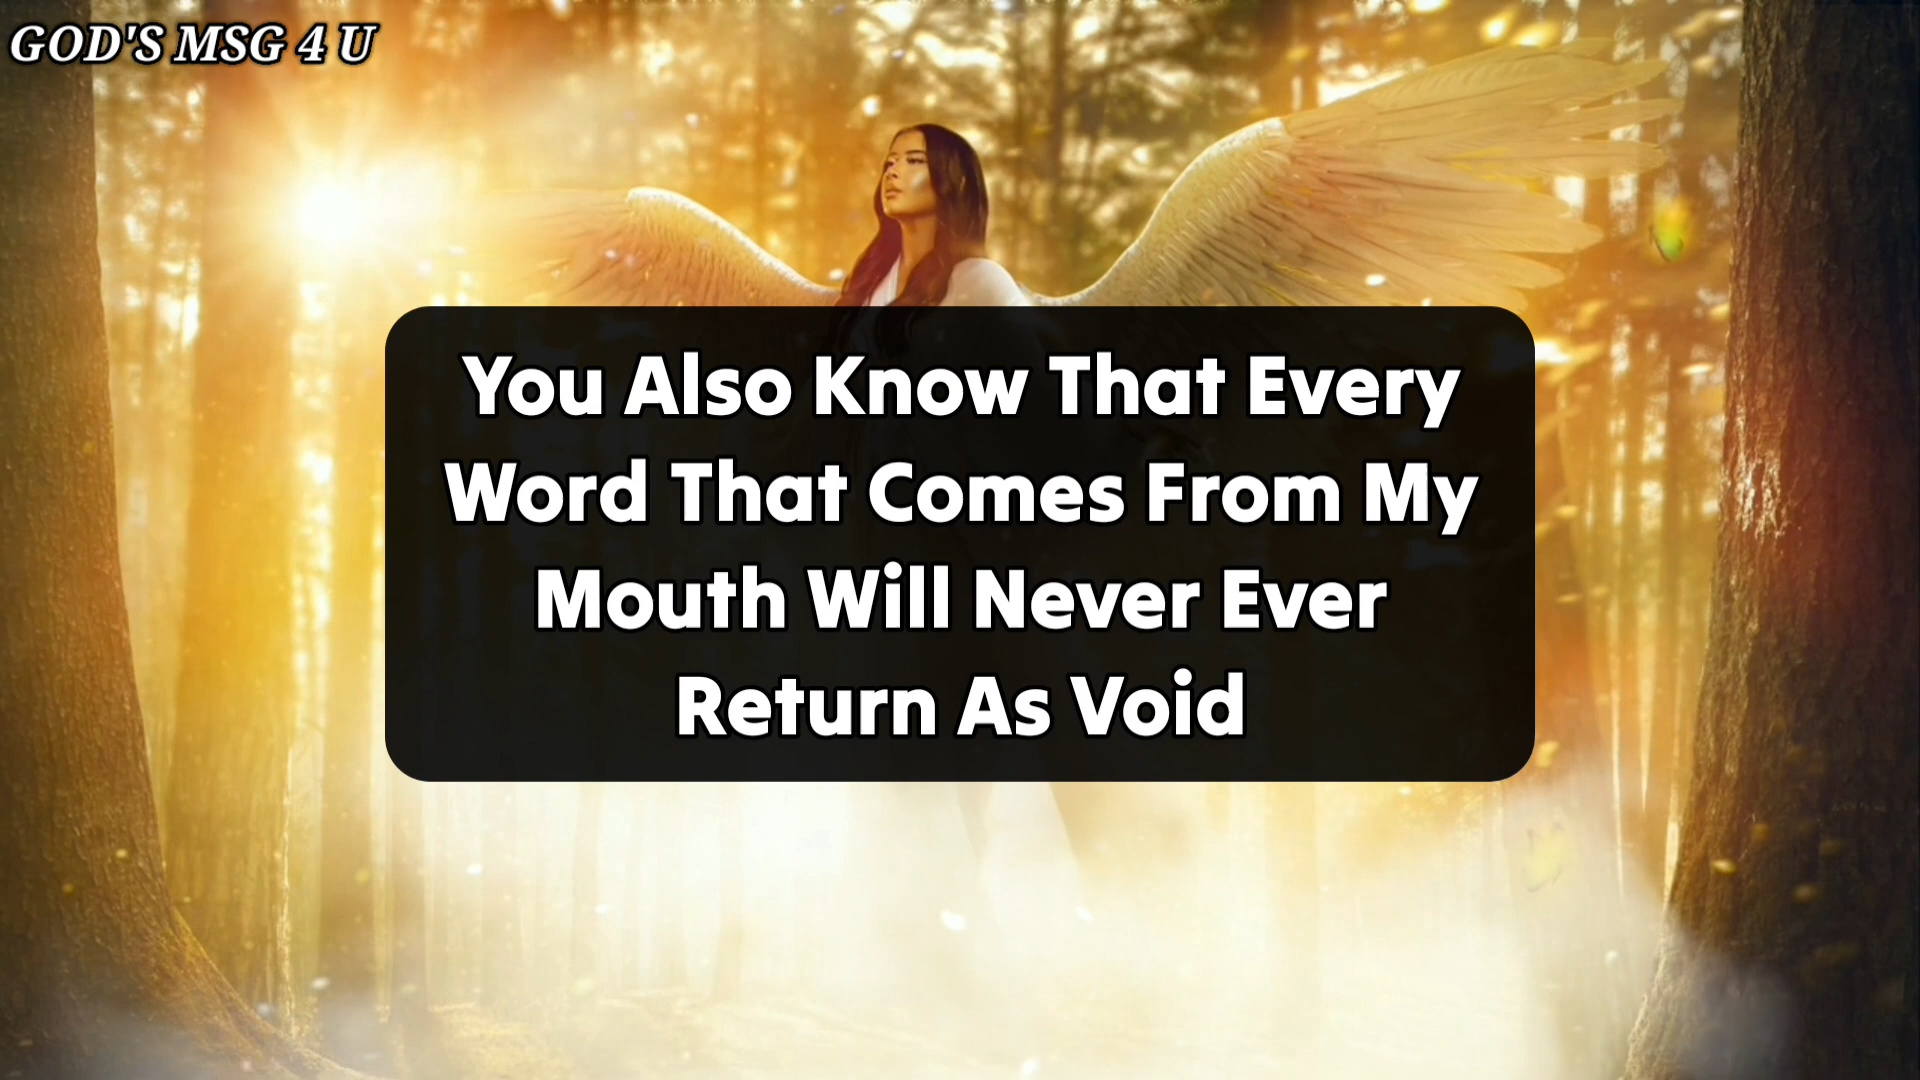 GOD'S MSG 4 U
You Also Know That Every
Word That Comes From My
Mouth Will Never Ever
Return As Void